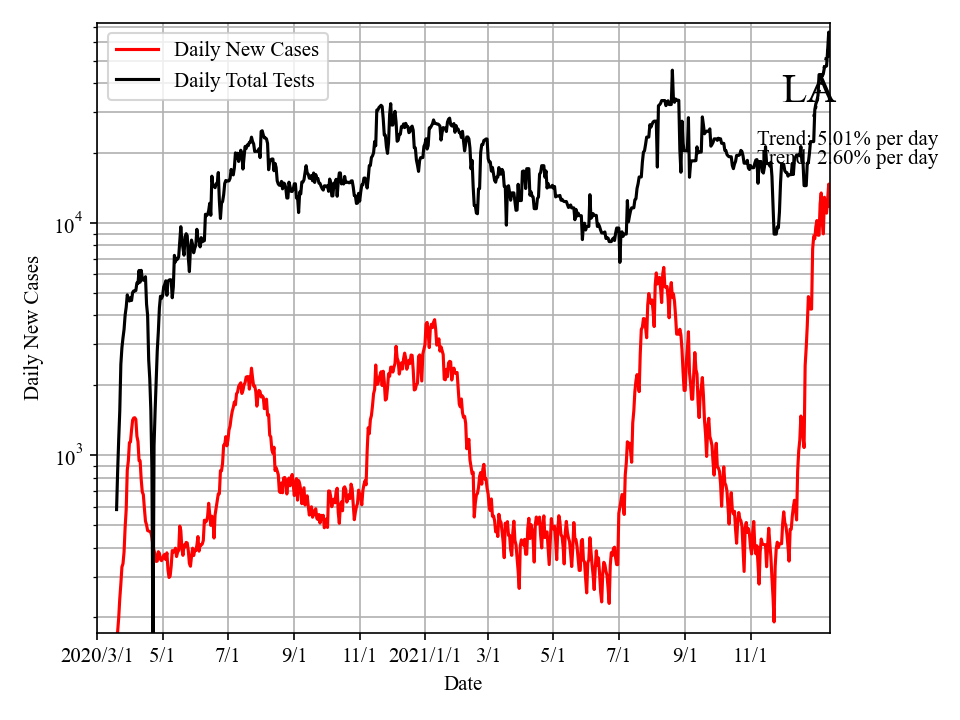 Daily New Cases
Daily Total Tests
LA
Trend: 5.01% per day
Trend: 2.60% per day
10^4
10^3
Daily New Cases
2020/3/1 5/1 7/1 9/1 11/1 2021/1/1 3/1 5/1 7/1 9/1 11/1
Date